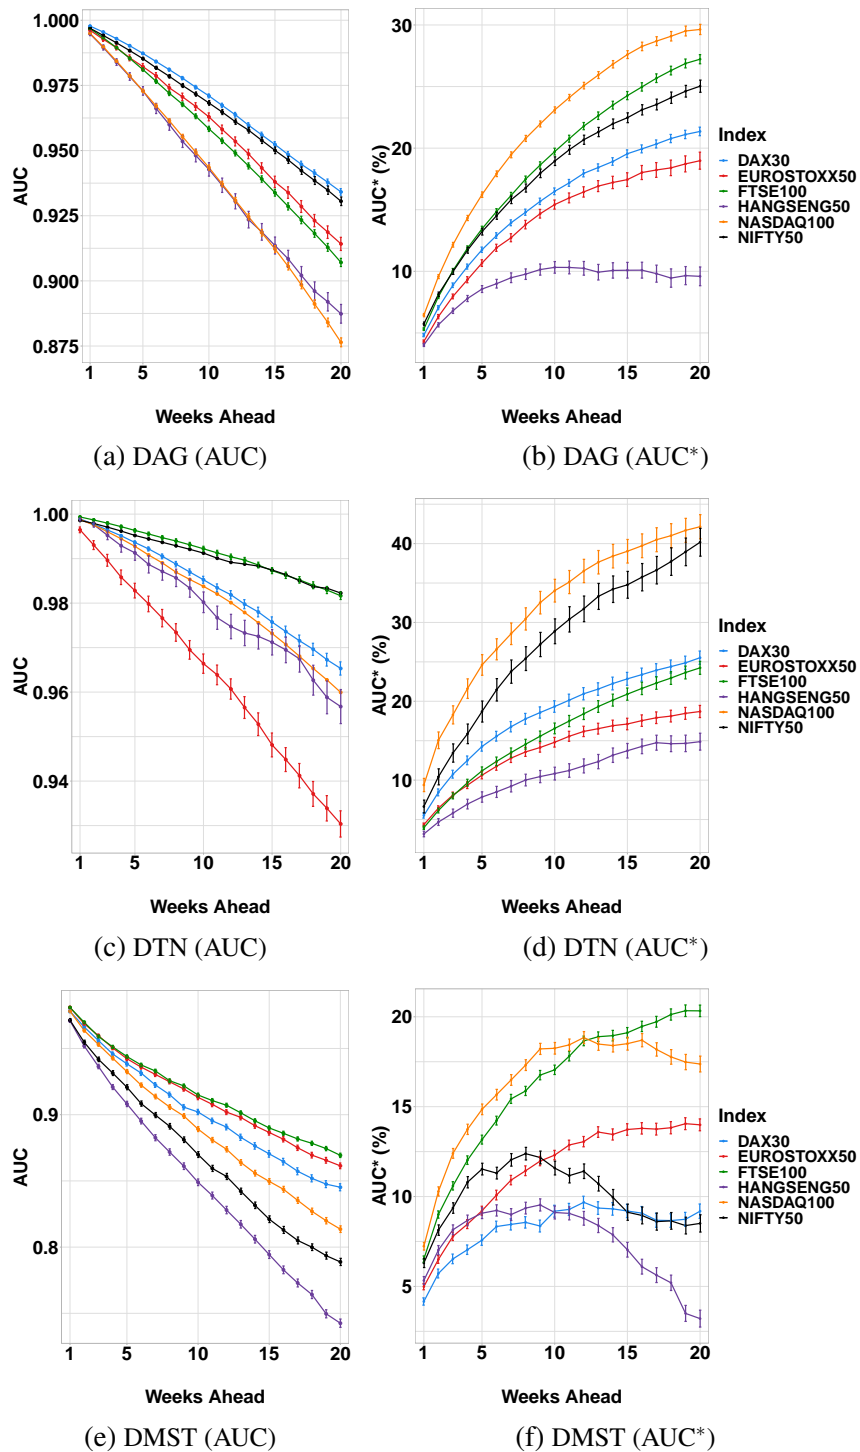 1.000
0.975
0.950
0.925
0.900
0.875
AUC
1 5 10 15 20
Weeks Ahead
(a) DAG (AUC)
30
20
10
AUC* (%)
1 5 10 15 20
Weeks Ahead
(b) DAG (AUC*)
Index
DAX30
EUROSTOXX50
FTSE100
HANGSENG50
NASDAQ100
NIFTY50
1.00
0.98
0.96
0.94
AUC
1 5 10 15 20
Weeks Ahead
(c) DTN (AUC)
40
30
20
10
AUC* (%)
1 5 10 15 20
Weeks Ahead
(d) DTN (AUC*)
Index
DAX30
EUROSTOXX50
FTSE100
HANGSENG50
NASDAQ100
NIFTY50
0.9
0.8
AUC
1 5 10 15 20
Weeks Ahead
(e) DMST (AUC)
20
15
10
5
AUC* (%)
1 5 10 15 20
Weeks Ahead
(f) DMST (AUC*)
Index
DAX30
EUROSTOXX50
FTSE100
HANGSENG50
NASDAQ100
NIFTY50